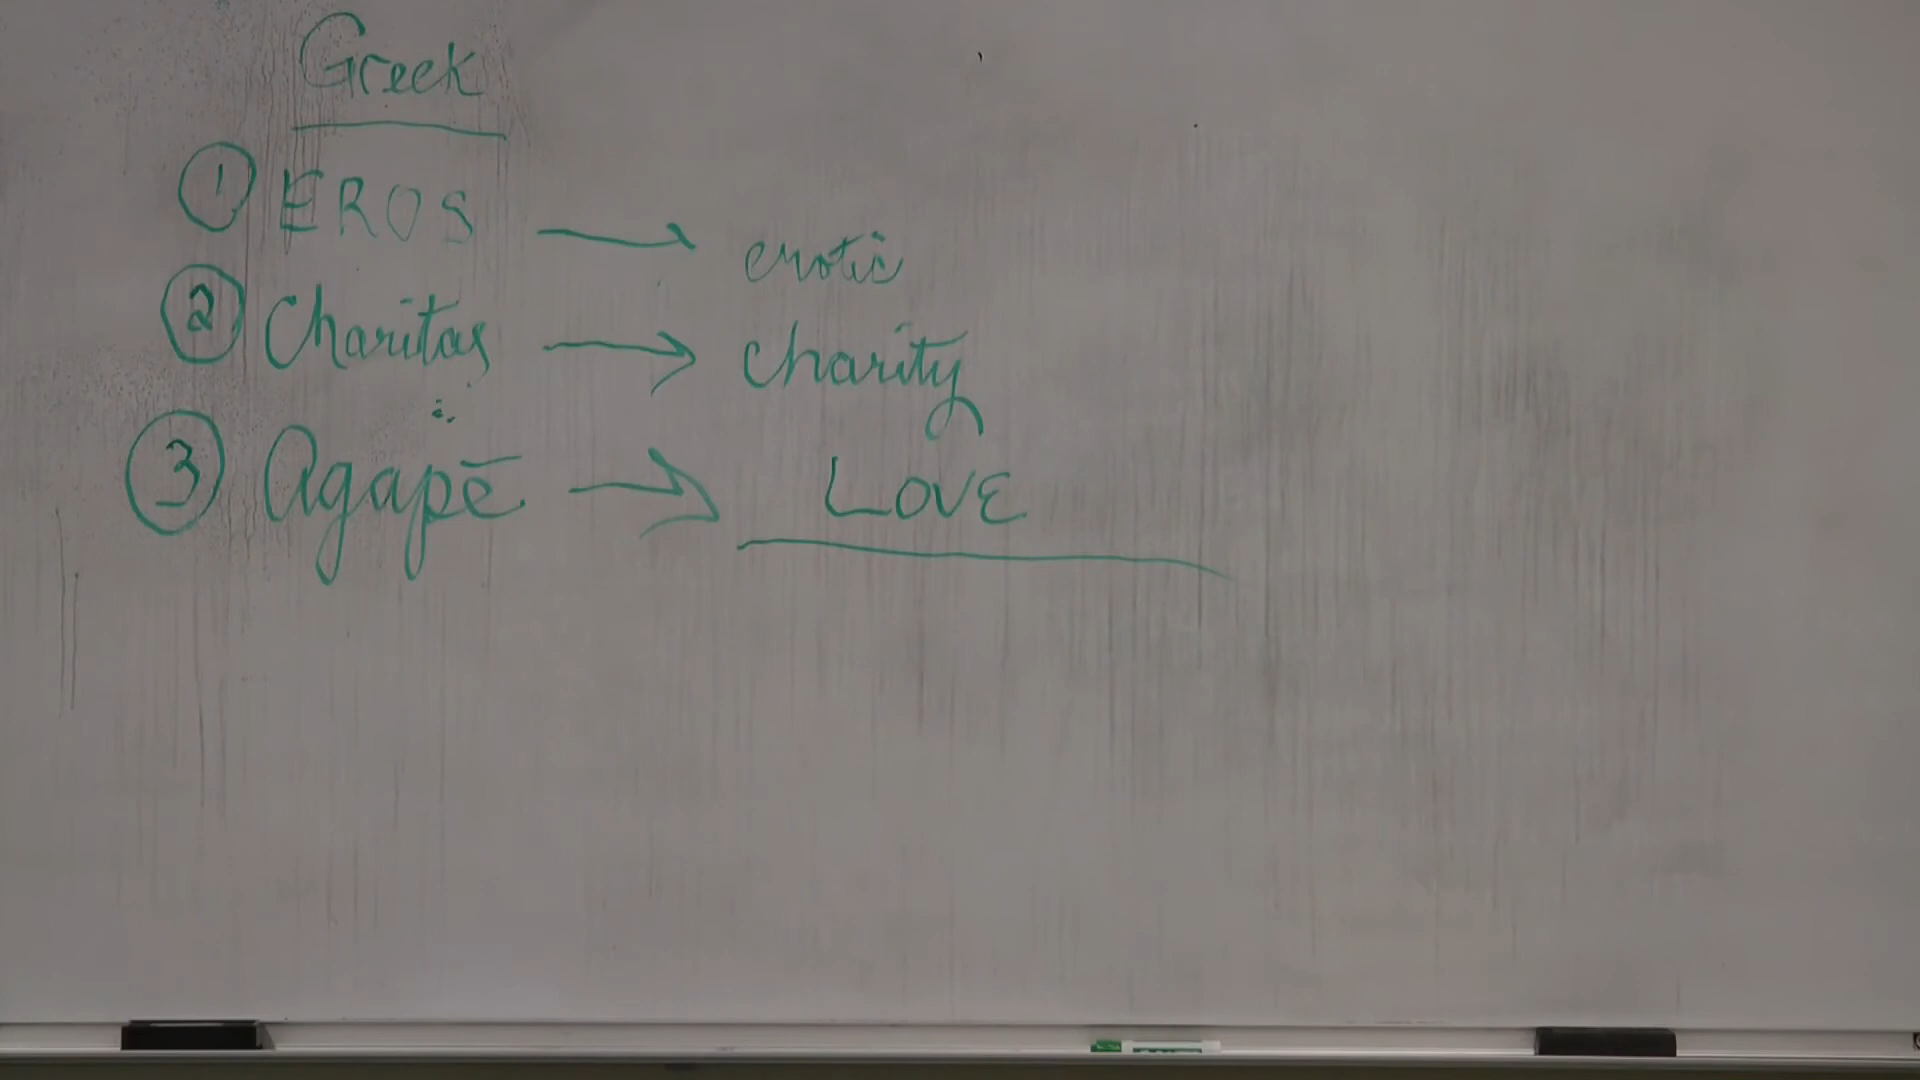 Greek
① EROS → erotic
② Charitas → charity
③ Agapē → LOVE